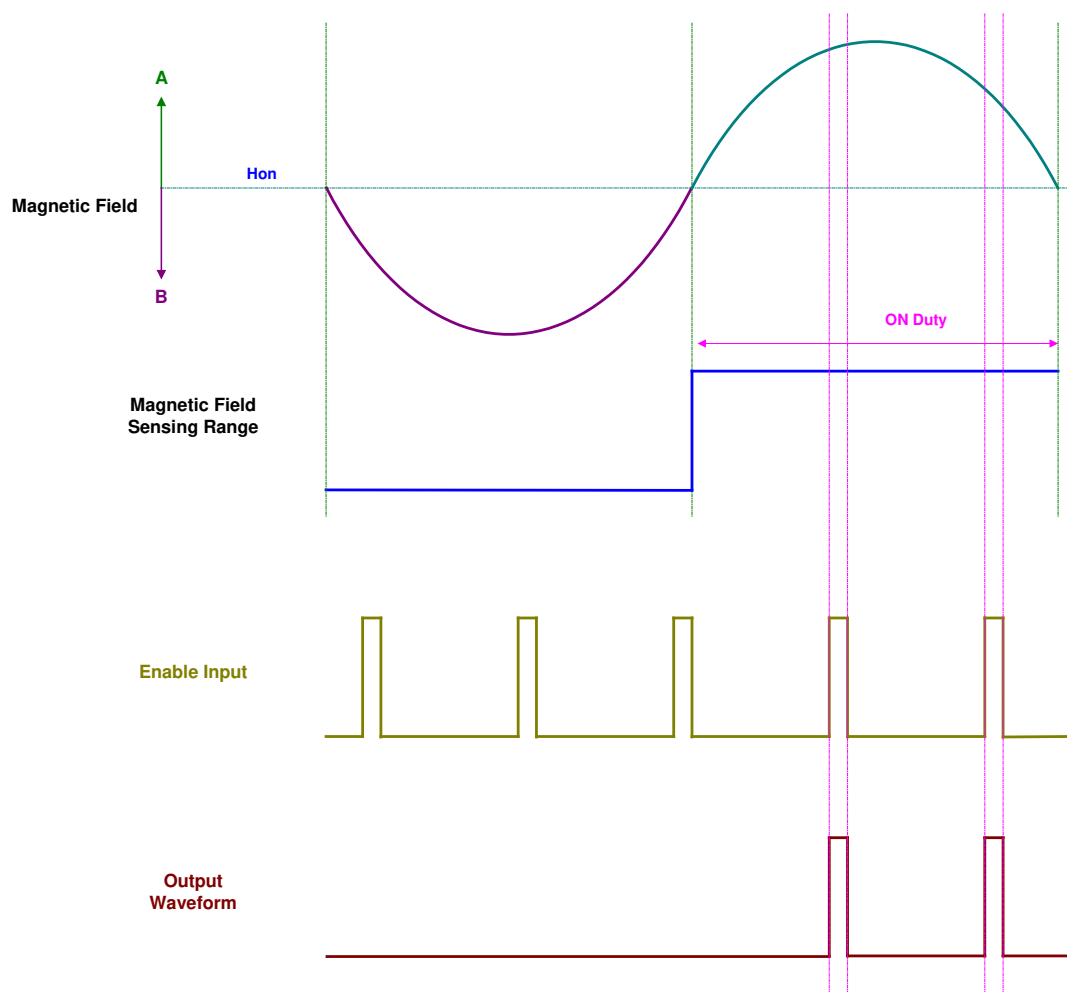 A
Hon
Magnetic Field
B
ON Duty
Magnetic Field
Sensing Range
Enable Input
Output
Waveform